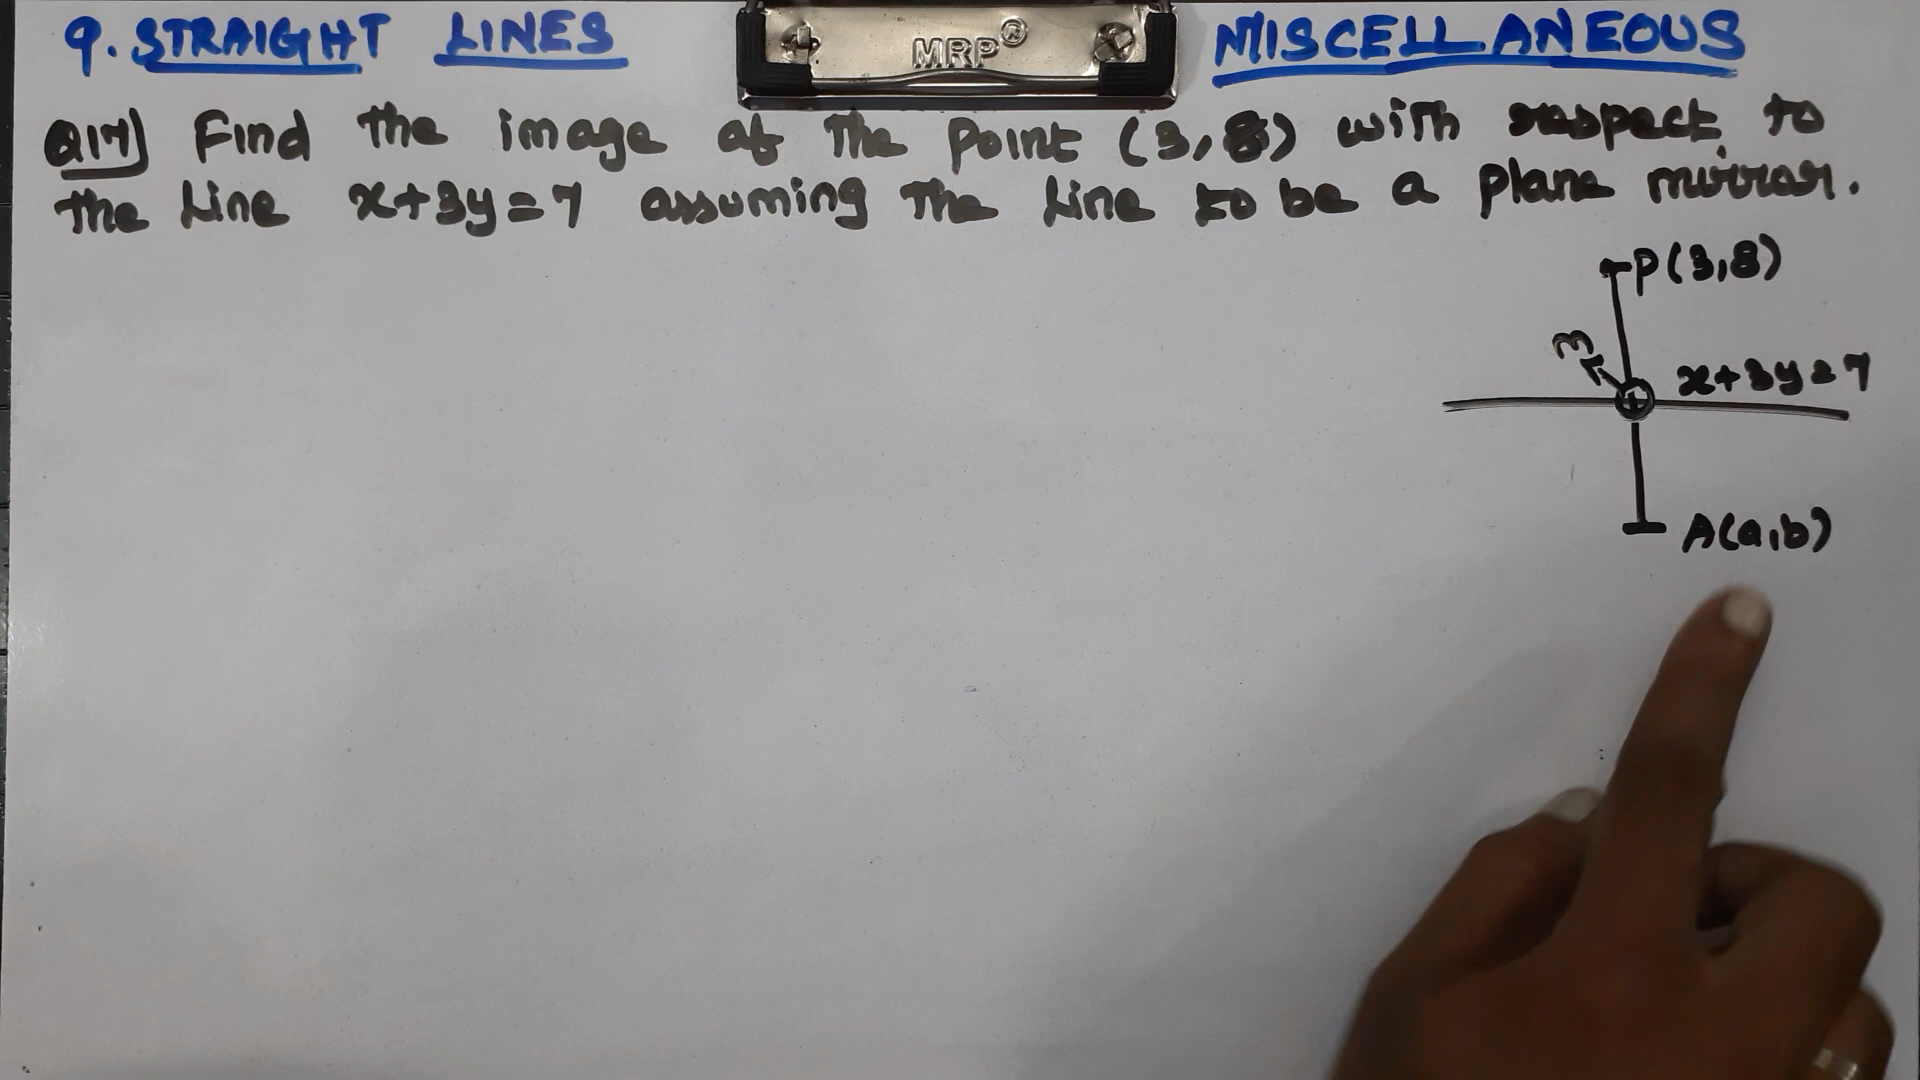 9. STRAIGHT LINES
MRP®
MISCELLANEOUS
Q17) Find the image of the point (3,8) with respect to
the Line x+3y=7 assuming the Line to be a plane mirror.
P(3,8)
M
x+3y=7
A(a,b)